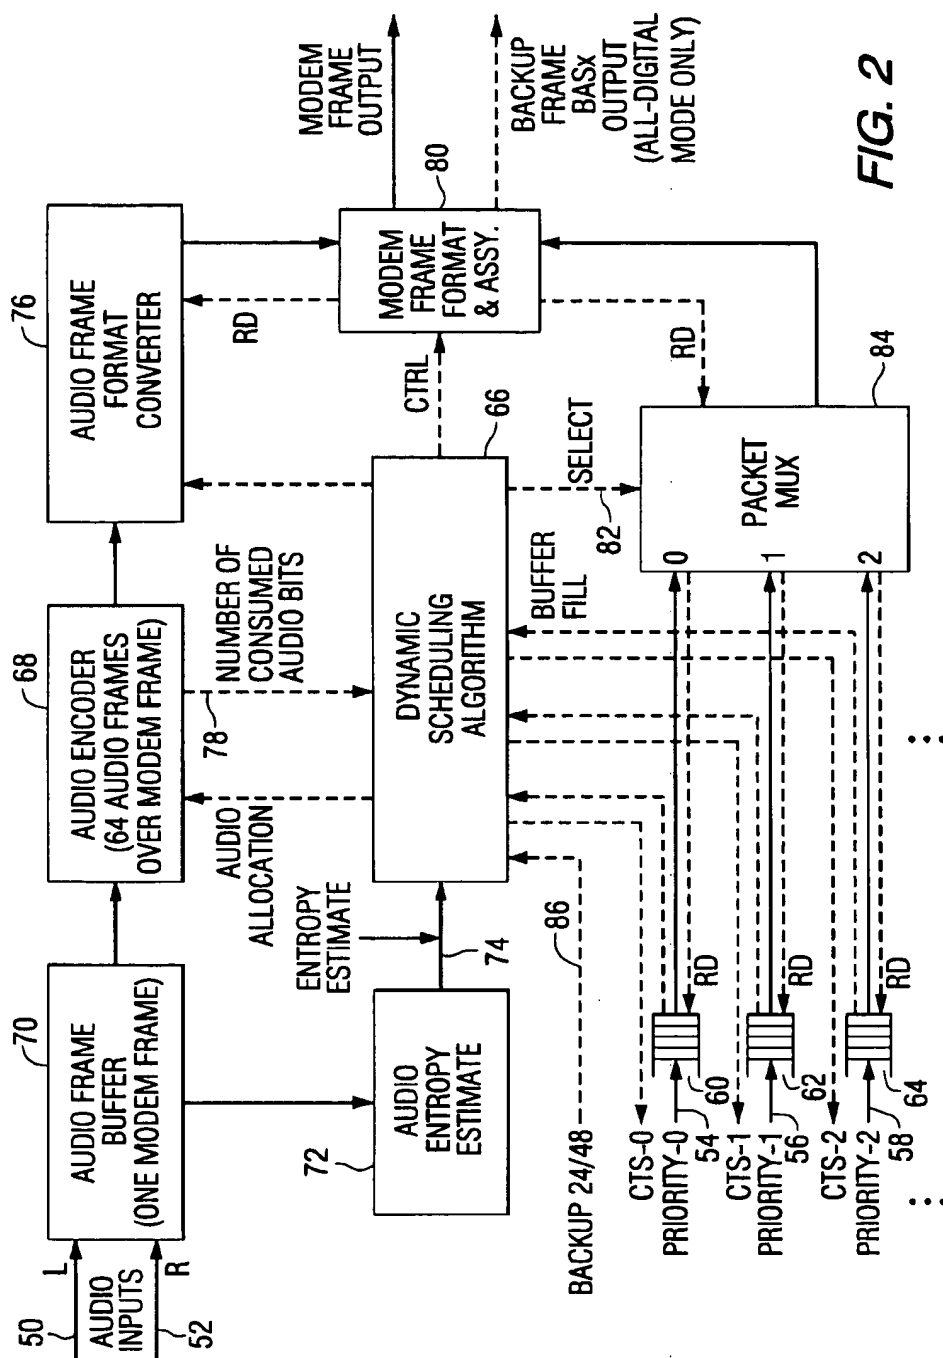 50
L
AUDIO
INPUTS
R
52
70
AUDIO FRAME
BUFFER
(ONE MODEM FRAME)
68
AUDIO ENCODER
(64 AUDIO FRAMES
OVER MODEM FRAME)
76
AUDIO FRAME
FORMAT
CONVERTER
72
AUDIO
ENTROPY
ESTIMATE
ENTROPY
ESTIMATE
74
AUDIO
ALLOCATION
78
NUMBER OF
CONSUMED
AUDIO BITS
RD
DYNAMIC
SCHEDULING
ALGORITHM
66
CTRL
MODEM
FRAME
FORMAT
& ASSY.
80
MODEM
FRAME
OUTPUT
BACKUP
FRAME
BASx
OUTPUT
(ALL-DIGITAL
MODE ONLY)
BACKUP 24/48
86
BUFFER
FILL
82
SELECT
RD
PACKET
MUX
84
0
1
2
CTS-0
PRIORITY-0
54
60
RD
CTS-1
PRIORITY-1
56
62
RD
CTS-2
PRIORITY-2
58
64
RD
FIG. 2